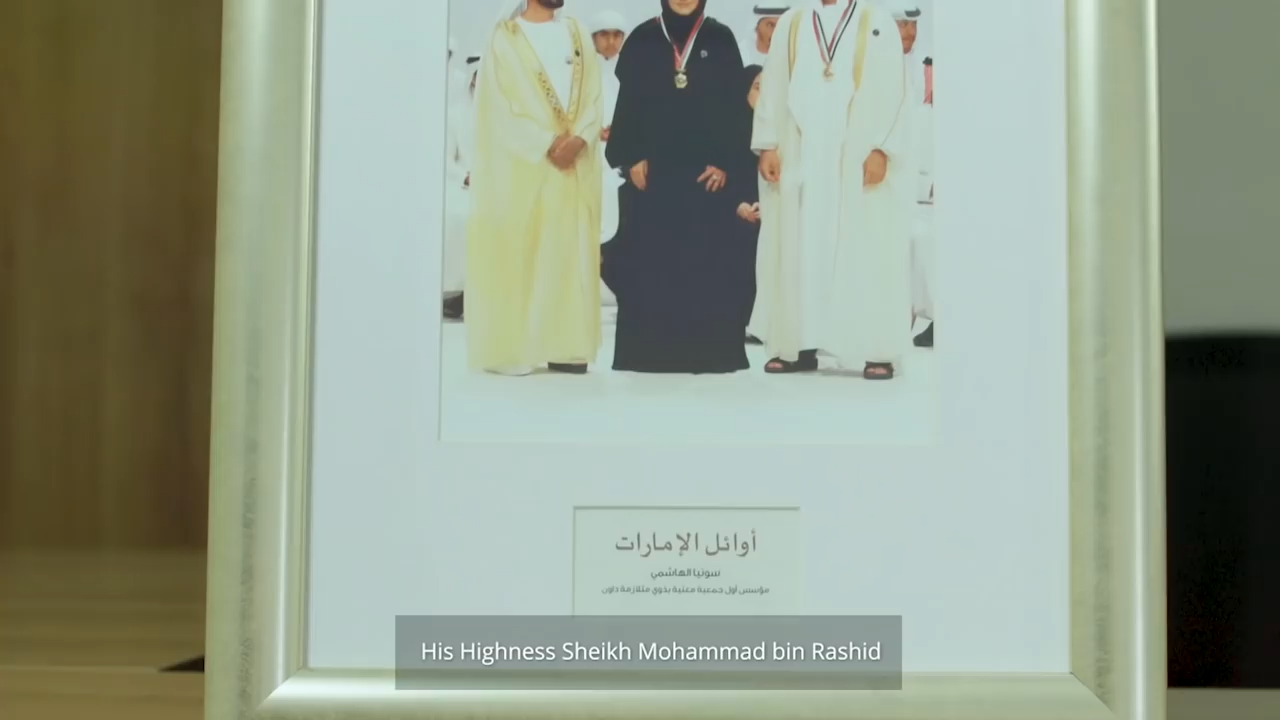 أوائل الإمارات
سونيا الهاشمي
مؤسس أول جمعية معنية بذوي متلازمة داون
His Highness Sheikh Mohammad bin Rashid